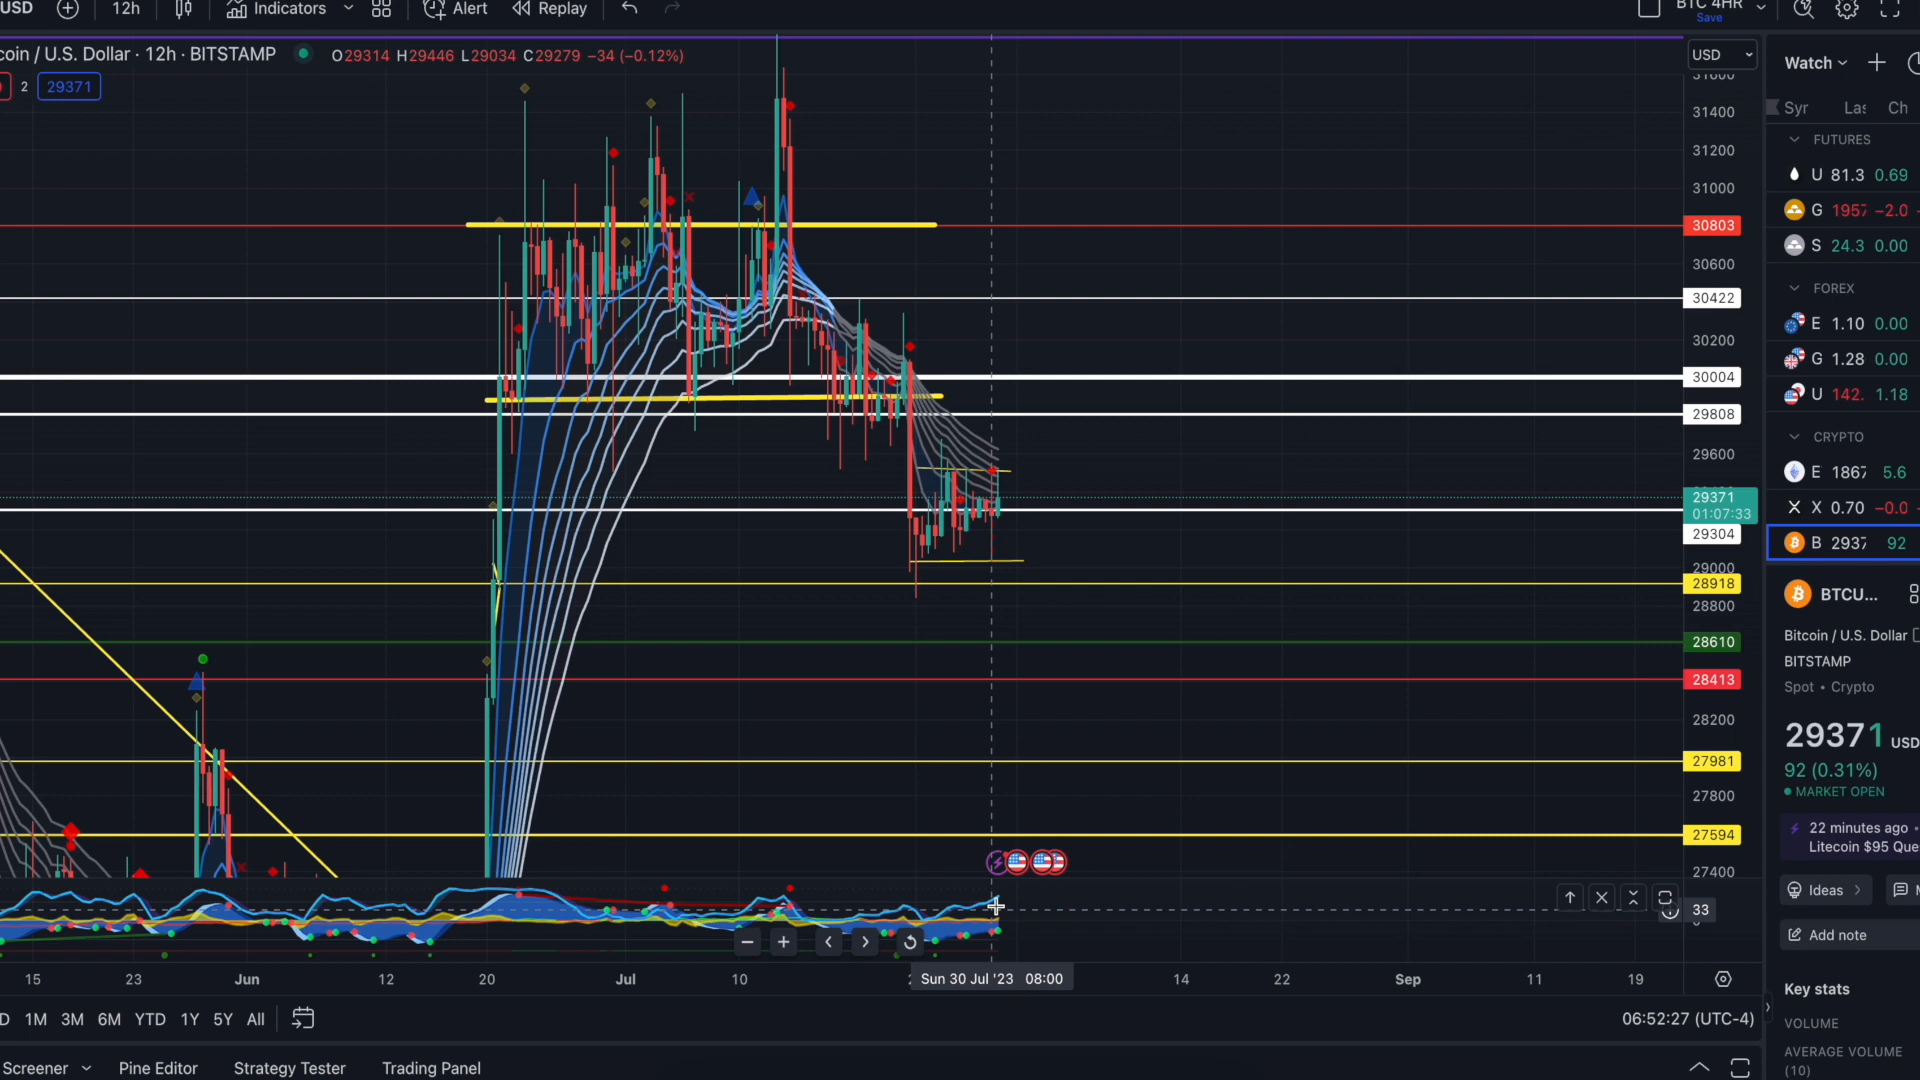 USD 12h Indicators Alert Replay BTC 4HR
Save
coin / U.S. Dollar · 12h · BITSTAMP O29314 H29446 L29034 C29279 −34 (−0.12%)
2 29371
USD
31600
31400
31200
31000
30803
30600
30422
30200
30004
29808
29600
29371
01:07:33
29304
29000
28918
28800
28610
28413
28200
27981
27800
27594
27400
33
Watch
Syr Las Ch
FUTURES
U 81.3 0.69
G 1957 −2.0
S 24.3 0.00
FOREX
E 1.10 0.00
G 1.28 0.00
U 142. 1.18
CRYPTO
E 1867 5.6
X 0.70 −0.0
B 2937 92
BTCU...
Bitcoin / U.S. Dollar
BITSTAMP
Spot • Crypto
29371 USD
92 (0.31%)
MARKET OPEN
22 minutes ago •
Litecoin $95 Que
Ideas
Add note
Key stats
VOLUME
AVERAGE VOLUME
(10)
15 23 Jun 12 20 Jul 10 Sun 30 Jul '23 08:00 14 22 Sep 11 19
D 1M 3M 6M YTD 1Y 5Y All 06:52:27 (UTC-4)
Screener Pine Editor Strategy Tester Trading Panel